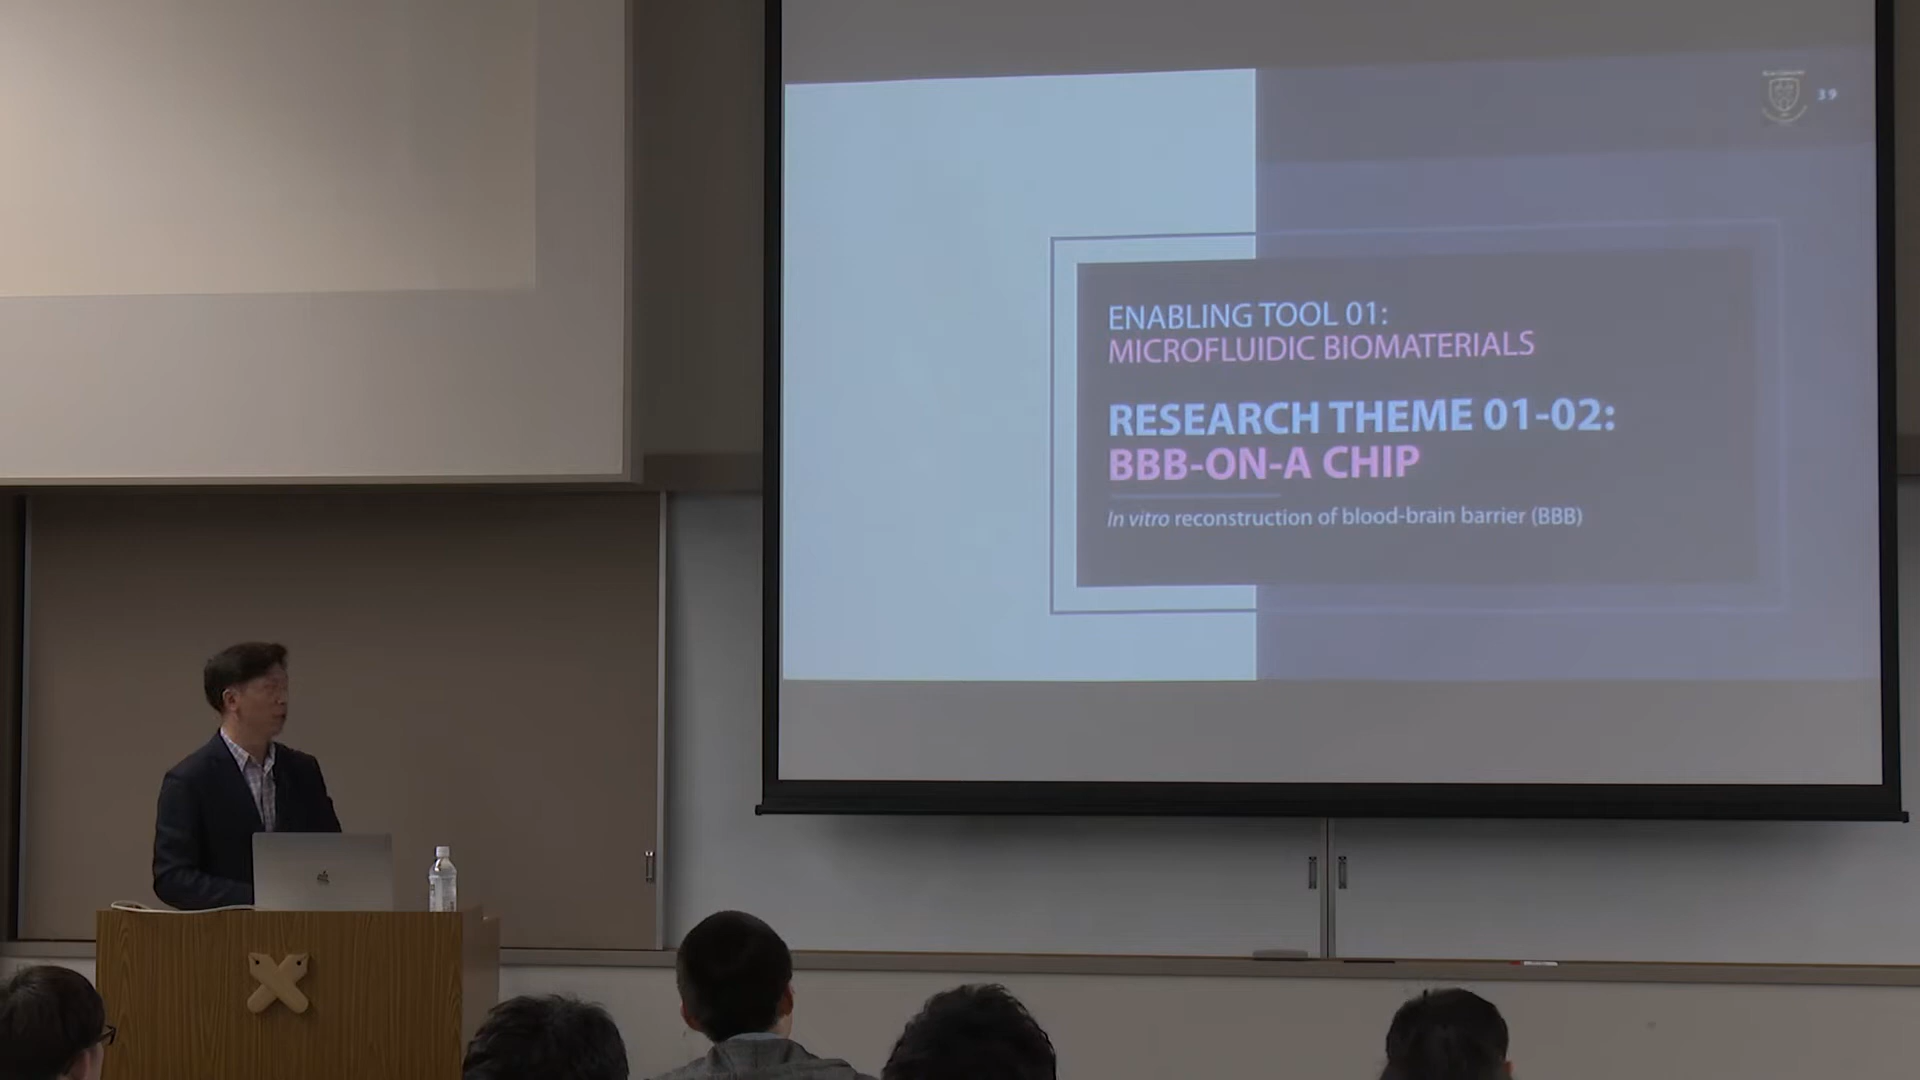 39
ENABLING TOOL 01:
MICROFLUIDIC BIOMATERIALS
RESEARCH THEME 01-02:
BBB-ON-A CHIP
In vitro reconstruction of blood-brain barrier (BBB)